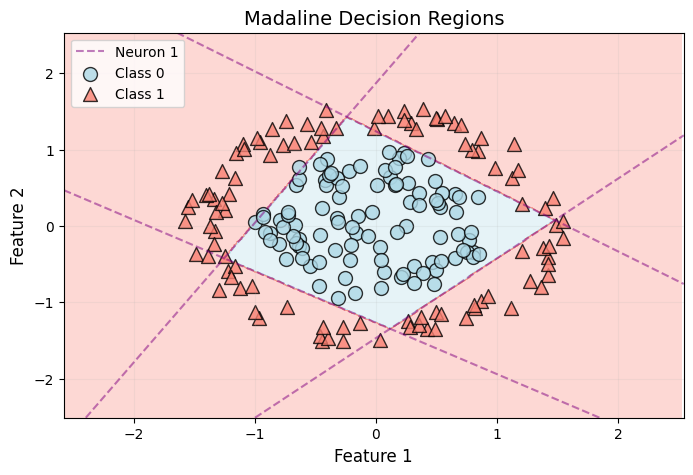 Madaline Decision Regions
Neuron 1
Class 0
Class 1
Feature 2
2
1
0
−1
−2
−2
−1
0
1
2
Feature 1